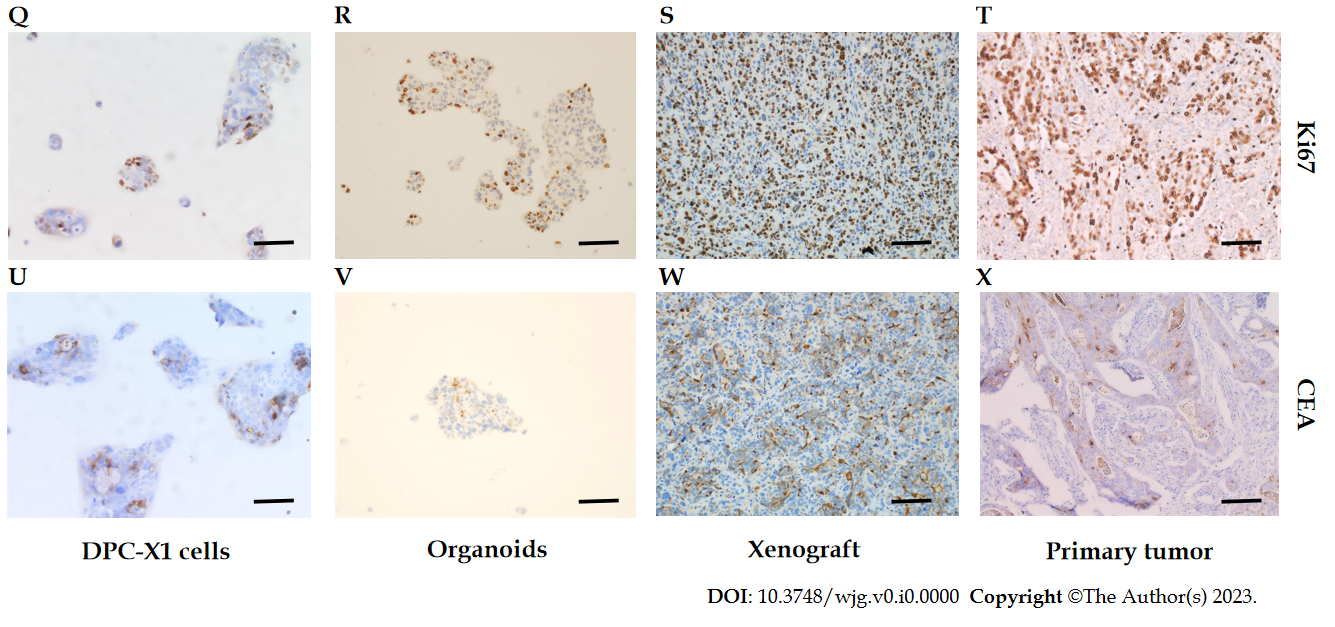 Q R S T
Ki67
U V W X
CEA
DPC-X1 cells Organoids Xenograft Primary tumor
DOI: 10.3748/wjg.v0.i0.0000 Copyright ©The Author(s) 2023.